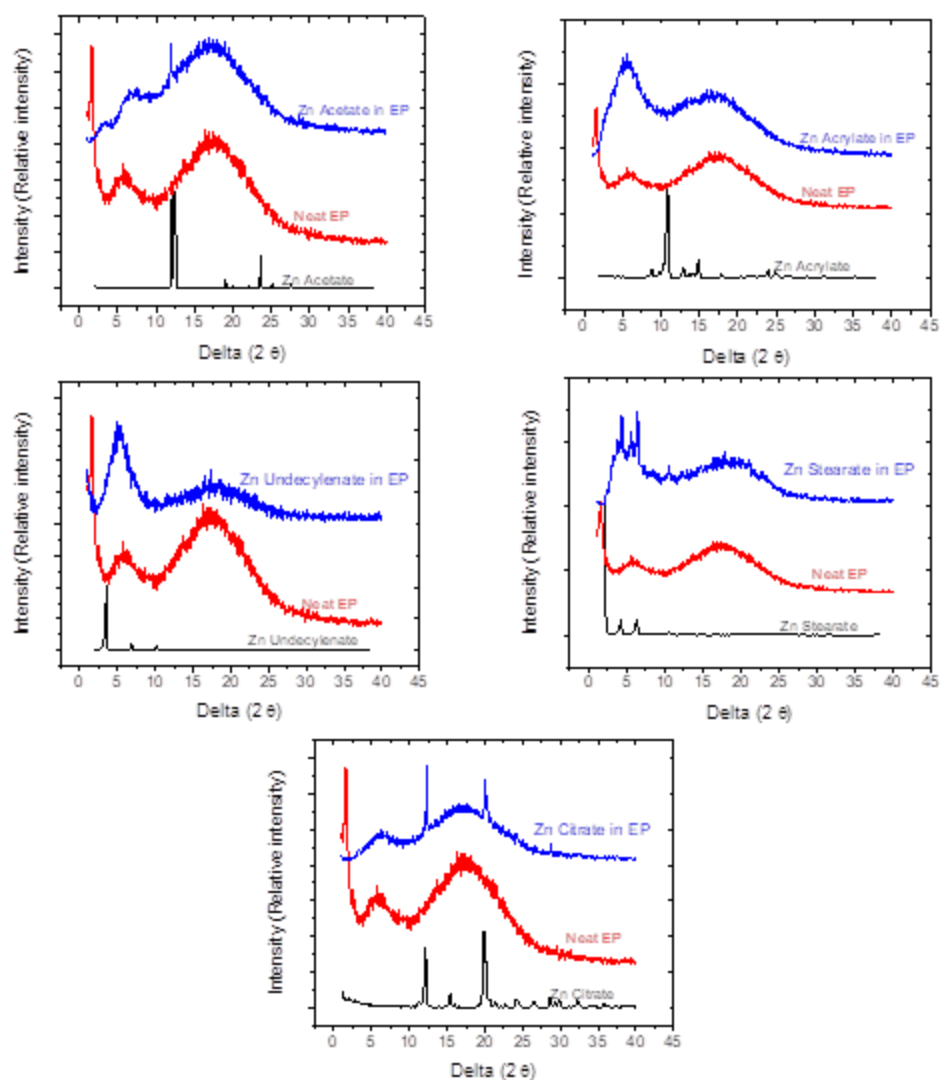 Intensity (Relative intensity)
Zn Acetate in EP
Neat EP
Zn Acetate
0 5 10 15 20 25 30 35 40 45
Delta (2 θ)
Intensity (Relative intensity)
Zn Acrylate in EP
Neat EP
Zn Acrylate
0 5 10 15 20 25 30 35 40 45
Delta (2 θ)
Intensity (Relative intensity)
Zn Undecylenate in EP
Neat EP
Zn Undecylenate
0 5 10 15 20 25 30 35 40 45
Delta (2 θ)
Intensity (Relative intensity)
Zn Stearate in EP
Neat EP
Zn Stearate
0 5 10 15 20 25 30 35 40 45
Delta (2 θ)
Intensity (Relative intensity)
Zn Citrate in EP
Neat EP
Zn Citrate
0 5 10 15 20 25 30 35 40 45
Delta (2 θ)